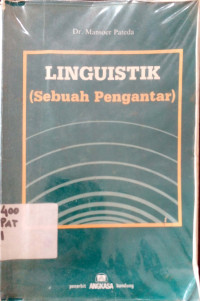 Dr. Mansoer Pateda
LINGUISTIK
(Sebuah Pengantar)
400
PAT
l
penerbit ANGKASA bandung